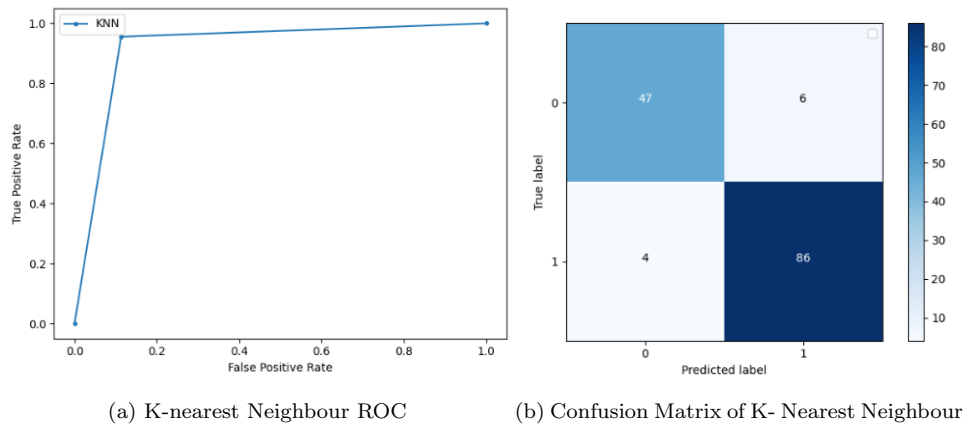 KNN
1.0
0.8
0.6
0.4
0.2
0.0
True Positive Rate
0.0 0.2 0.4 0.6 0.8 1.0
False Positive Rate
(a) K-nearest Neighbour ROC
True label
0
1
47 6
4 86
0 1
Predicted label
80
70
60
50
40
30
20
10
(b) Confusion Matrix of K- Nearest Neighbour